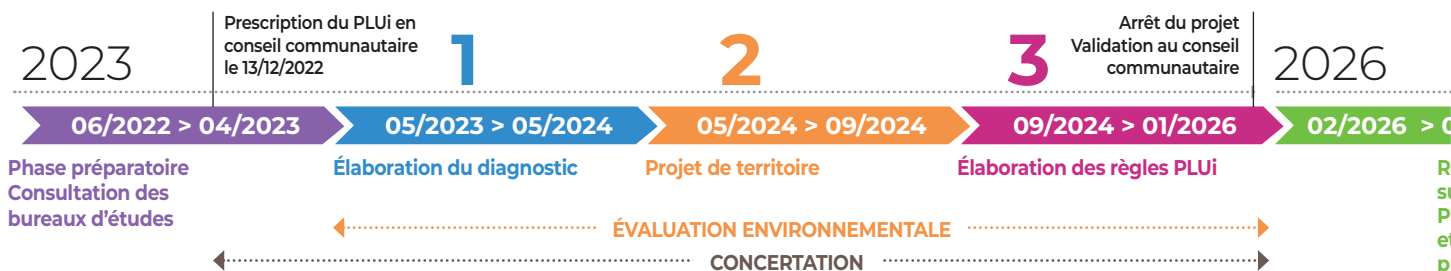 2023
Prescription du PLUi en
conseil communautaire
le 13/12/2022
1
2
3
Arrêt du projet
Validation au conseil
communautaire
2026
06/2022 > 04/2023
05/2023 > 05/2024
05/2024 > 09/2024
09/2024 > 01/2026
02/2026 >
Phase préparatoire
Consultation des
bureaux d'études
Élaboration du diagnostic
Projet de territoire
Élaboration des règles PLUi
ÉVALUATION ENVIRONNEMENTALE
CONCERTATION